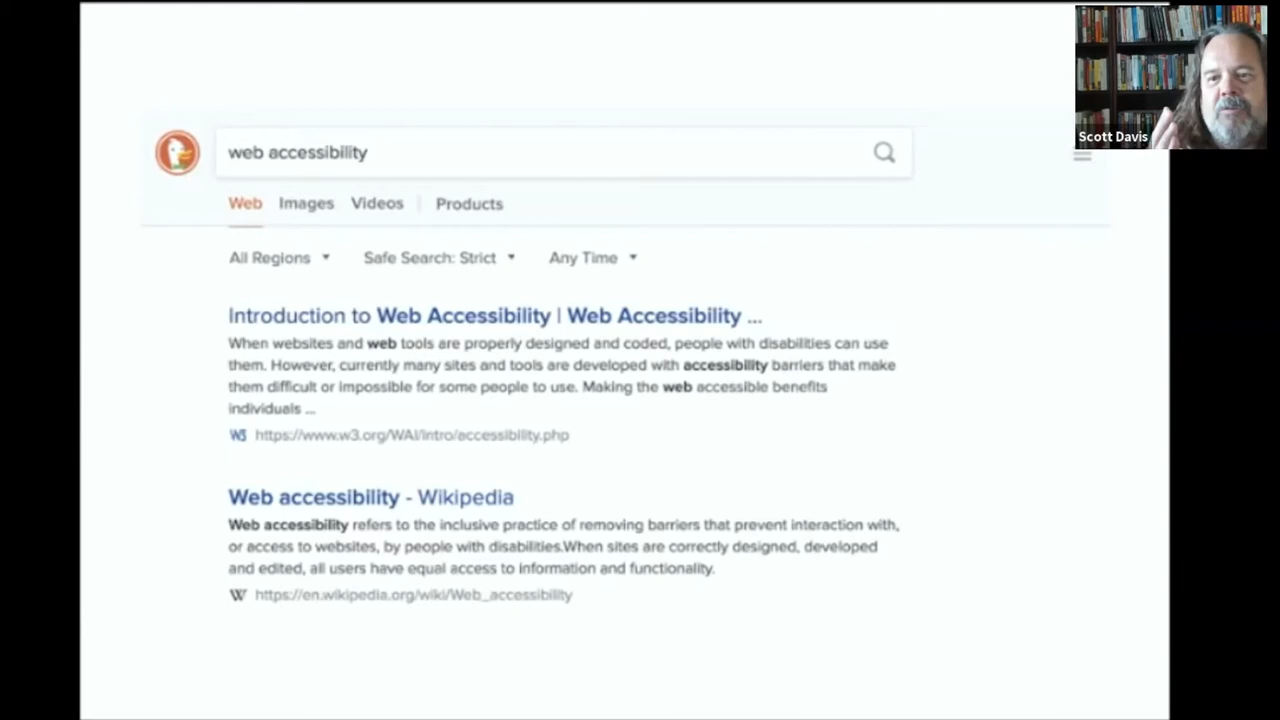 web accessibility
Scott Davis
Web Images Videos Products
All Regions Safe Search: Strict Any Time
Introduction to Web Accessibility | Web Accessibility ...
When websites and web tools are properly designed and coded, people with disabilities can use
them. However, currently many sites and tools are developed with accessibility barriers that make
them difficult or impossible for some people to use. Making the web accessible benefits
individuals ...
W3 https://www.w3.org/WAI/intro/accessibility.php
Web accessibility - Wikipedia
Web accessibility refers to the inclusive practice of removing barriers that prevent interaction with,
or access to websites, by people with disabilities.When sites are correctly designed, developed
and edited, all users have equal access to information and functionality.
W https://en.wikipedia.org/wiki/Web_accessibility